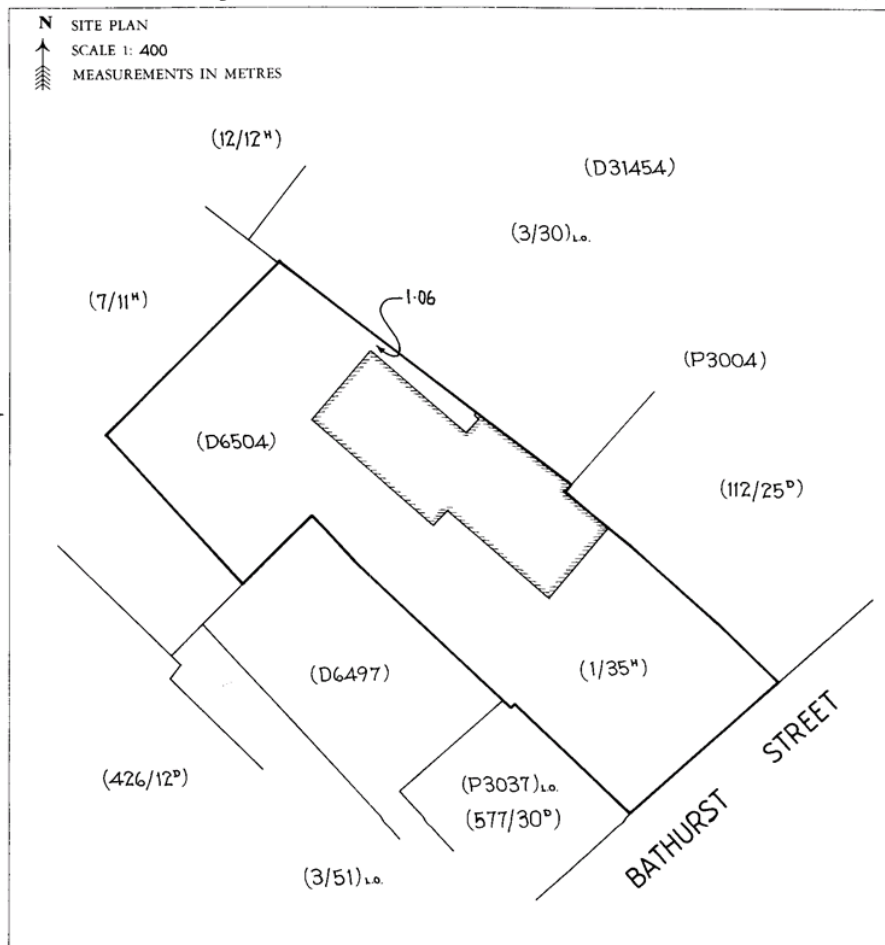 N SITE PLAN
SCALE 1: 400
MEASUREMENTS IN METRES
(12/12ᴴ)
(D31454)
(3/30)L.O.
(7/11ᴴ)
1·06
(P3004)
(D6504)
(112/25ᴰ)
(D6497)
(1/35ᴴ)
(426/12ᴰ)
(P3037)L.O.
(577/30ᴰ)
(3/51)L.O.
BATHURST STREET